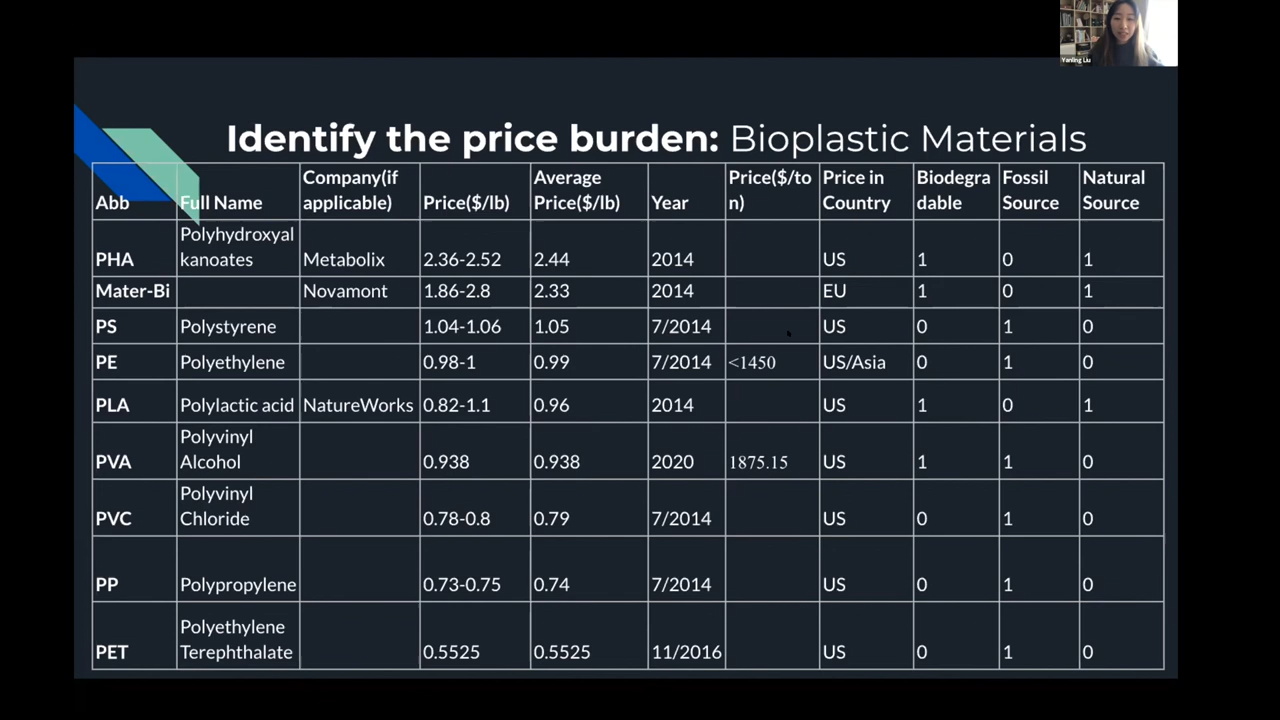 Yanling Liu
Identify the price burden: Bioplastic Materials
Abb Full Name Company(if applicable) Price($/lb) Average Price($/lb) Year Price($/ton) Price in Country Biodegradable Fossil Source Natural Source
PHA Polyhydroxyalkanoates Metabolix 2.36-2.52 2.44 2014 US 1 0 1
Mater-Bi Novamont 1.86-2.8 2.33 2014 EU 1 0 1
PS Polystyrene 1.04-1.06 1.05 7/2014 US 0 1 0
PE Polyethylene 0.98-1 0.99 7/2014 <1450 US/Asia 0 1 0
PLA Polylactic acid NatureWorks 0.82-1.1 0.96 2014 US 1 0 1
PVA Polyvinyl Alcohol 0.938 0.938 2020 1875.15 US 1 1 0
PVC Polyvinyl Chloride 0.78-0.8 0.79 7/2014 US 0 1 0
PP Polypropylene 0.73-0.75 0.74 7/2014 US 0 1 0
PET Polyethylene Terephthalate 0.5525 0.5525 11/2016 US 0 1 0